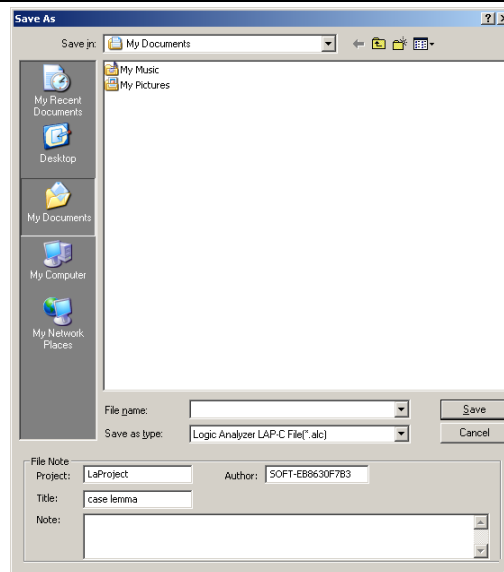 Save As
Save in: My Documents
My Recent Documents
Desktop
My Documents
My Computer
My Network Places
My Music
My Pictures
File name:
Save
Save as type: Logic Analyzer LAP-C File(*.alc)
Cancel
File Note
Project: LaProject Author: SOFT-EB8630F7B3
Title: case lemma
Note: